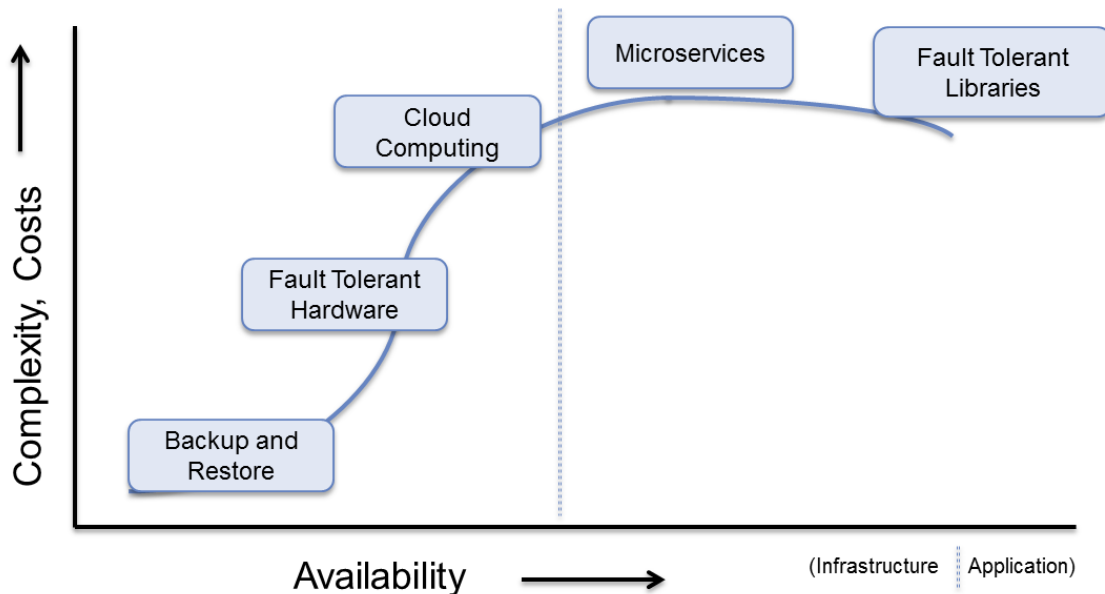 Microservices
Fault Tolerant
Libraries
Cloud
Computing
Fault Tolerant
Hardware
Backup and
Restore
Complexity, Costs
Availability
(Infrastructure
Application)